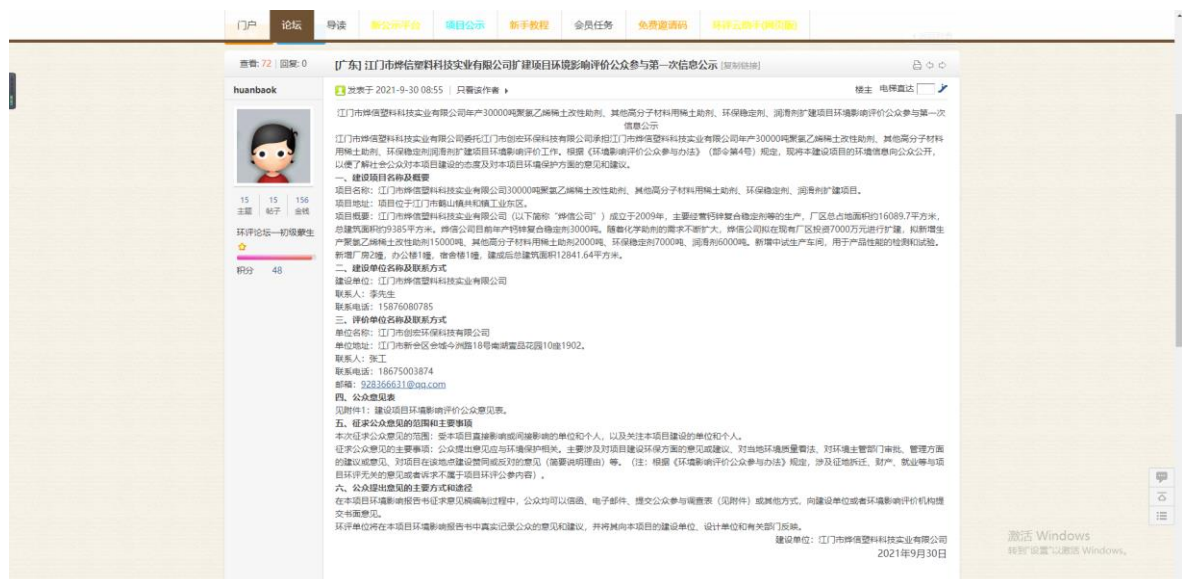 门户 论坛 导读 新公示平台 项目公示 新手教程 会员任务 免费邀请码
查看: 72 | 回复: 0
[广东] 江门市烨信塑料科技实业有限公司扩建项目环境影响评价公众参与第一次信息公示 [复制链接]
huanbaok
发表于 2021-9-30 08:55 | 只看该作者
楼主 电梯直达
15 15 156
主题 帖子 金钱
环评论坛—初级蒙生
积分 48
江门市烨信塑料科技实业有限公司年产30000吨聚氯乙烯稀土改性助剂、其他高分子材料用稀土助剂、环保稳定剂、润滑剂扩建项目环境影响评价公众参与第一次
信息公示
江门市烨信塑料科技实业有限公司委托江门市创宏环保科技有限公司承担江门市烨信塑料科技实业有限公司年产30000吨聚氯乙烯稀土改性助剂、其他高分子材料
用稀土助剂、环保稳定剂润滑剂扩建项目环境影响评价工作。根据《环境影响评价公众参与办法》(部令第4号)规定，现将本建设项目的环境信息向公众公开，
以便了解社会公众对本项目建设的态度及对本项目环境保护方面的意见和建议。
一、建设项目名称及概要
项目名称：江门市烨信塑料科技实业有限公司30000吨聚氯乙烯稀土改性助剂、其他高分子材料用稀土助剂、环保稳定剂、润滑剂扩建项目。
项目地址：项目位于江门市鹤山镇共和镇工业东区。
项目概要：江门市烨信塑料科技实业有限公司（以下简称“烨信公司”）成立于2009年，主要经营钙锌复合稳定剂等的生产，厂区总占地面积约16089.7平方米，
总建筑面积约9385平方米。烨信公司目前年产钙锌复合稳定剂3000吨。随着化学助剂的需求不断扩大，烨信公司拟在现有厂区投资7000万元进行扩建，拟新增生
产聚氯乙烯稀土改性助剂15000吨、其他高分子材料用稀土助剂2000吨、环保稳定剂7000吨、润滑剂6000吨。新增中试生产车间，用于产品性能的检测和试验。
新增厂房2幢，办公楼1幢，宿舍楼1幢，建成后总建筑面积12841.64平方米。
二、建设单位名称及联系方式
建设单位：江门市烨信塑料科技实业有限公司
联系人：李先生
联系电话：15876080785
三、评价单位名称及联系方式
单位名称：江门市创宏环保科技有限公司
单位地址：江门市新会区会城今洲路18号南湖壹品花园10座1902。
联系人：张工
联系电话：18675003874
邮箱：928366631@qq.com
四、公众意见表
见附件1：建设项目环境影响评价公众意见表。
五、征求公众意见的范围和主要事项
本次征求公众意见的范围：受本项目直接影响或间接影响的单位和个人，以及关注本项目建设的单位和个人。
征求公众意见的主要事项：公众提出意见应与环境保护相关。主要涉及对项目建设环保方面的意见或建议、对当地环境质量看法、对环境主管部门审批、管理方面
的建议或意见、对项目在该地点建设赞同或反对的意见（简要说明理由）等。（注：根据《环境影响评价公众参与办法》规定，涉及征地拆迁、财产、就业等与项
目环评无关的意见或者诉求不属于项目环评公参内容）。
六、公众提出意见的主要方式和途径
在本项目环境影响报告书征求意见稿编制过程中，公众均可以信函、电子邮件、提交公众参与调查表（见附件）或其他方式，向建设单位或者环境影响评价机构提
交书面意见。
环评单位将在本项目环境影响报告书中真实记录公众的意见和建议，并将其向本项目的建设单位、设计单位和有关部门反映。
建设单位：江门市烨信塑料科技实业有限公司
2021年9月30日
激活 Windows
转到"设置"以激活 Windows。